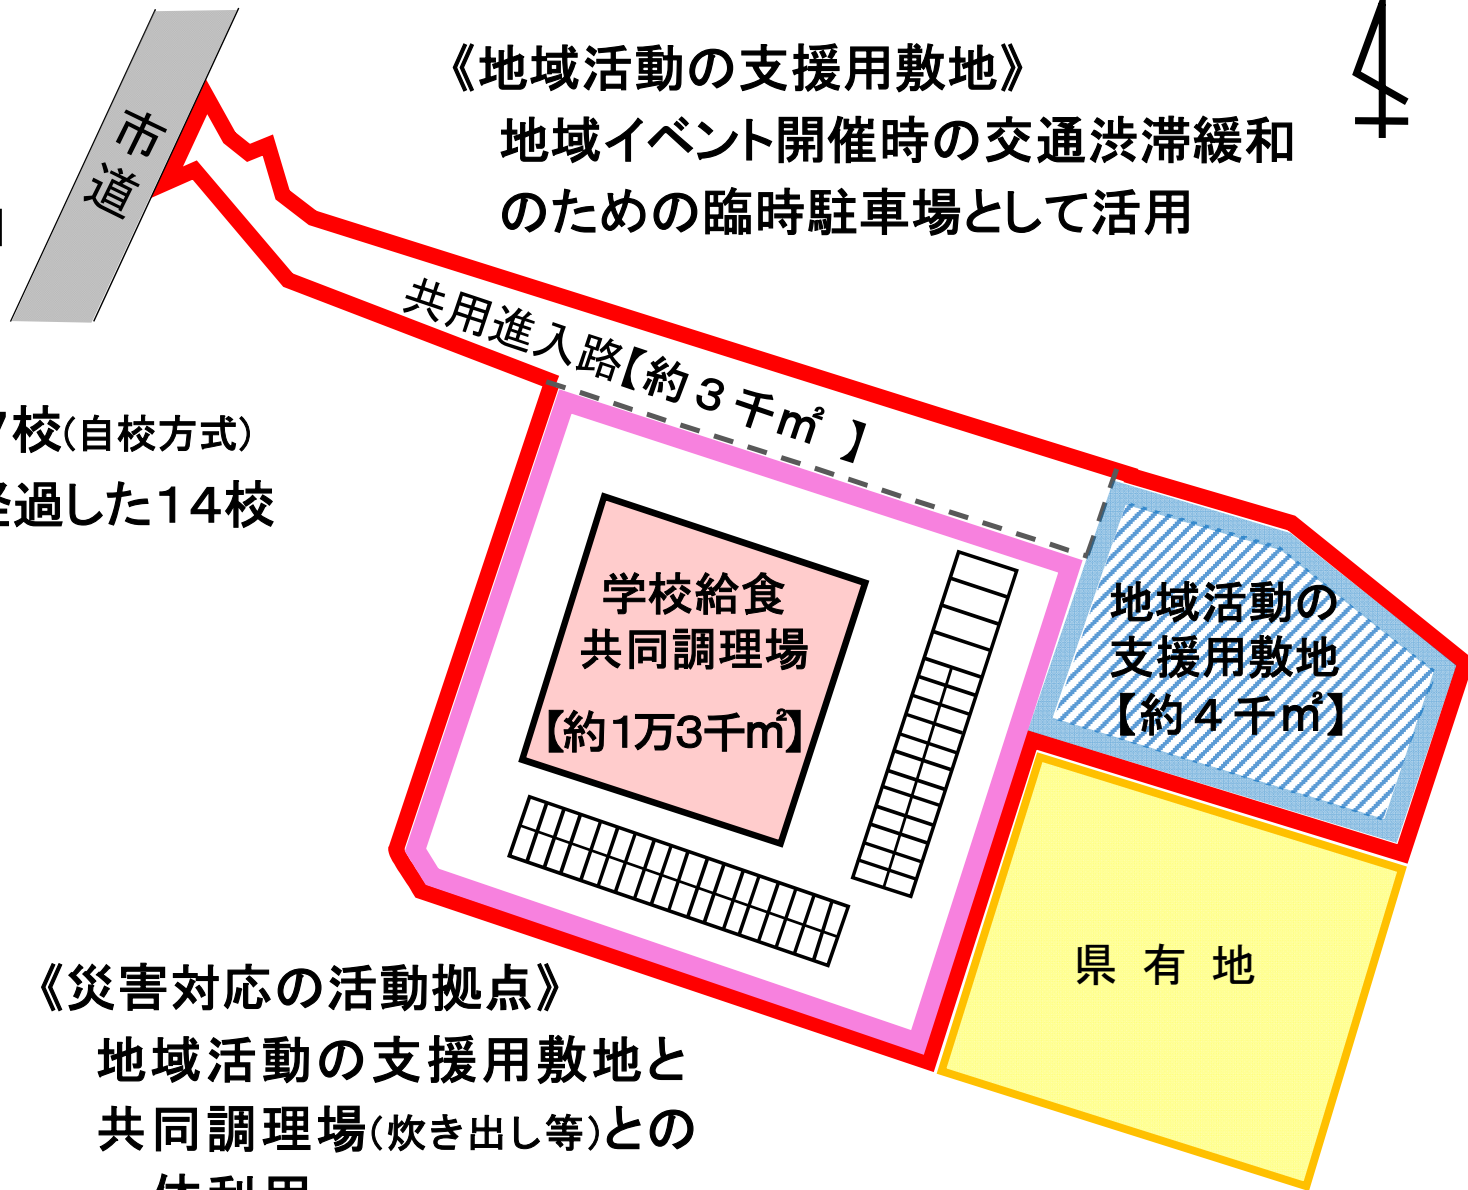 《地域活動の支援用敷地》
地域イベント開催時の交通渋滞緩和
のための臨時駐車場として活用
市道
共用進入路【約3千㎡】
校(自校方式)
過した14校
学校給食
共同調理場
【約1万3千㎡】
地域活動の
支援用敷地
【約4千㎡】
県有地
《災害対応の活動拠点》
地域活動の支援用敷地と
共同調理場(炊き出し等)との
体利用